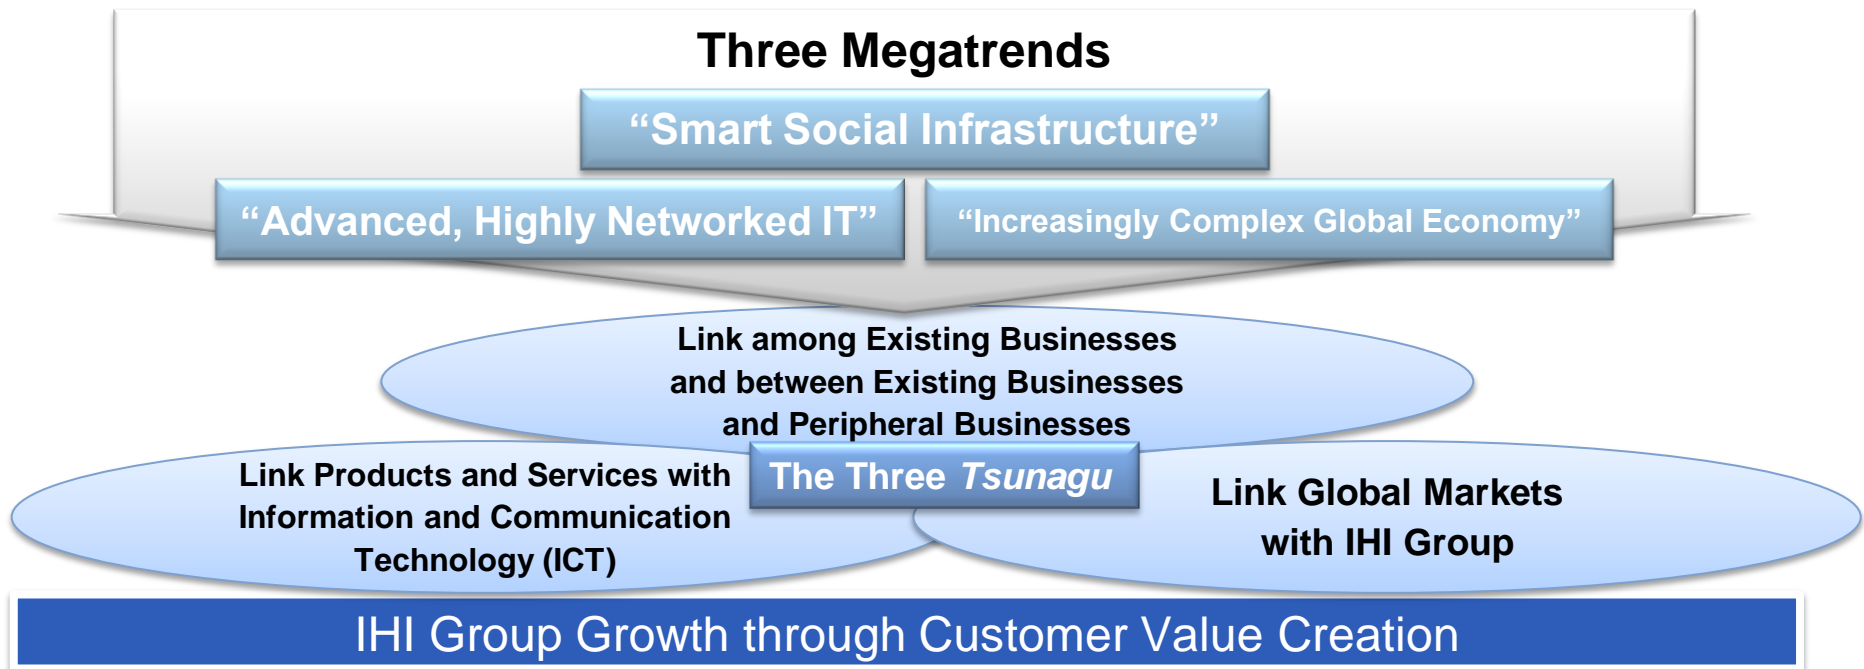 Three Megatrends
“Smart Social Infrastructure”
“Advanced, Highly Networked IT”
“Increasingly Complex Global Economy”
Link among Existing Businesses
and between Existing Businesses
and Peripheral Businesses
The Three Tsunagu
Link Products and Services with
Information and Communication
Technology (ICT)
Link Global Markets
with IHI Group
IHI Group Growth through Customer Value Creation